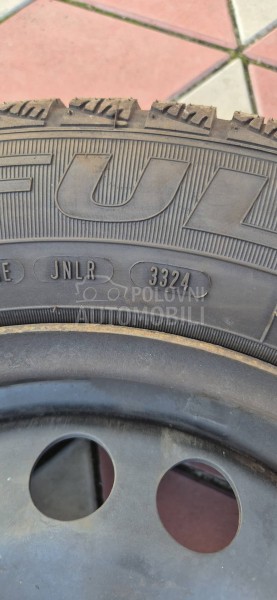 FUL
E JNLR 3324
POLOVNI
AUTOMOBILI